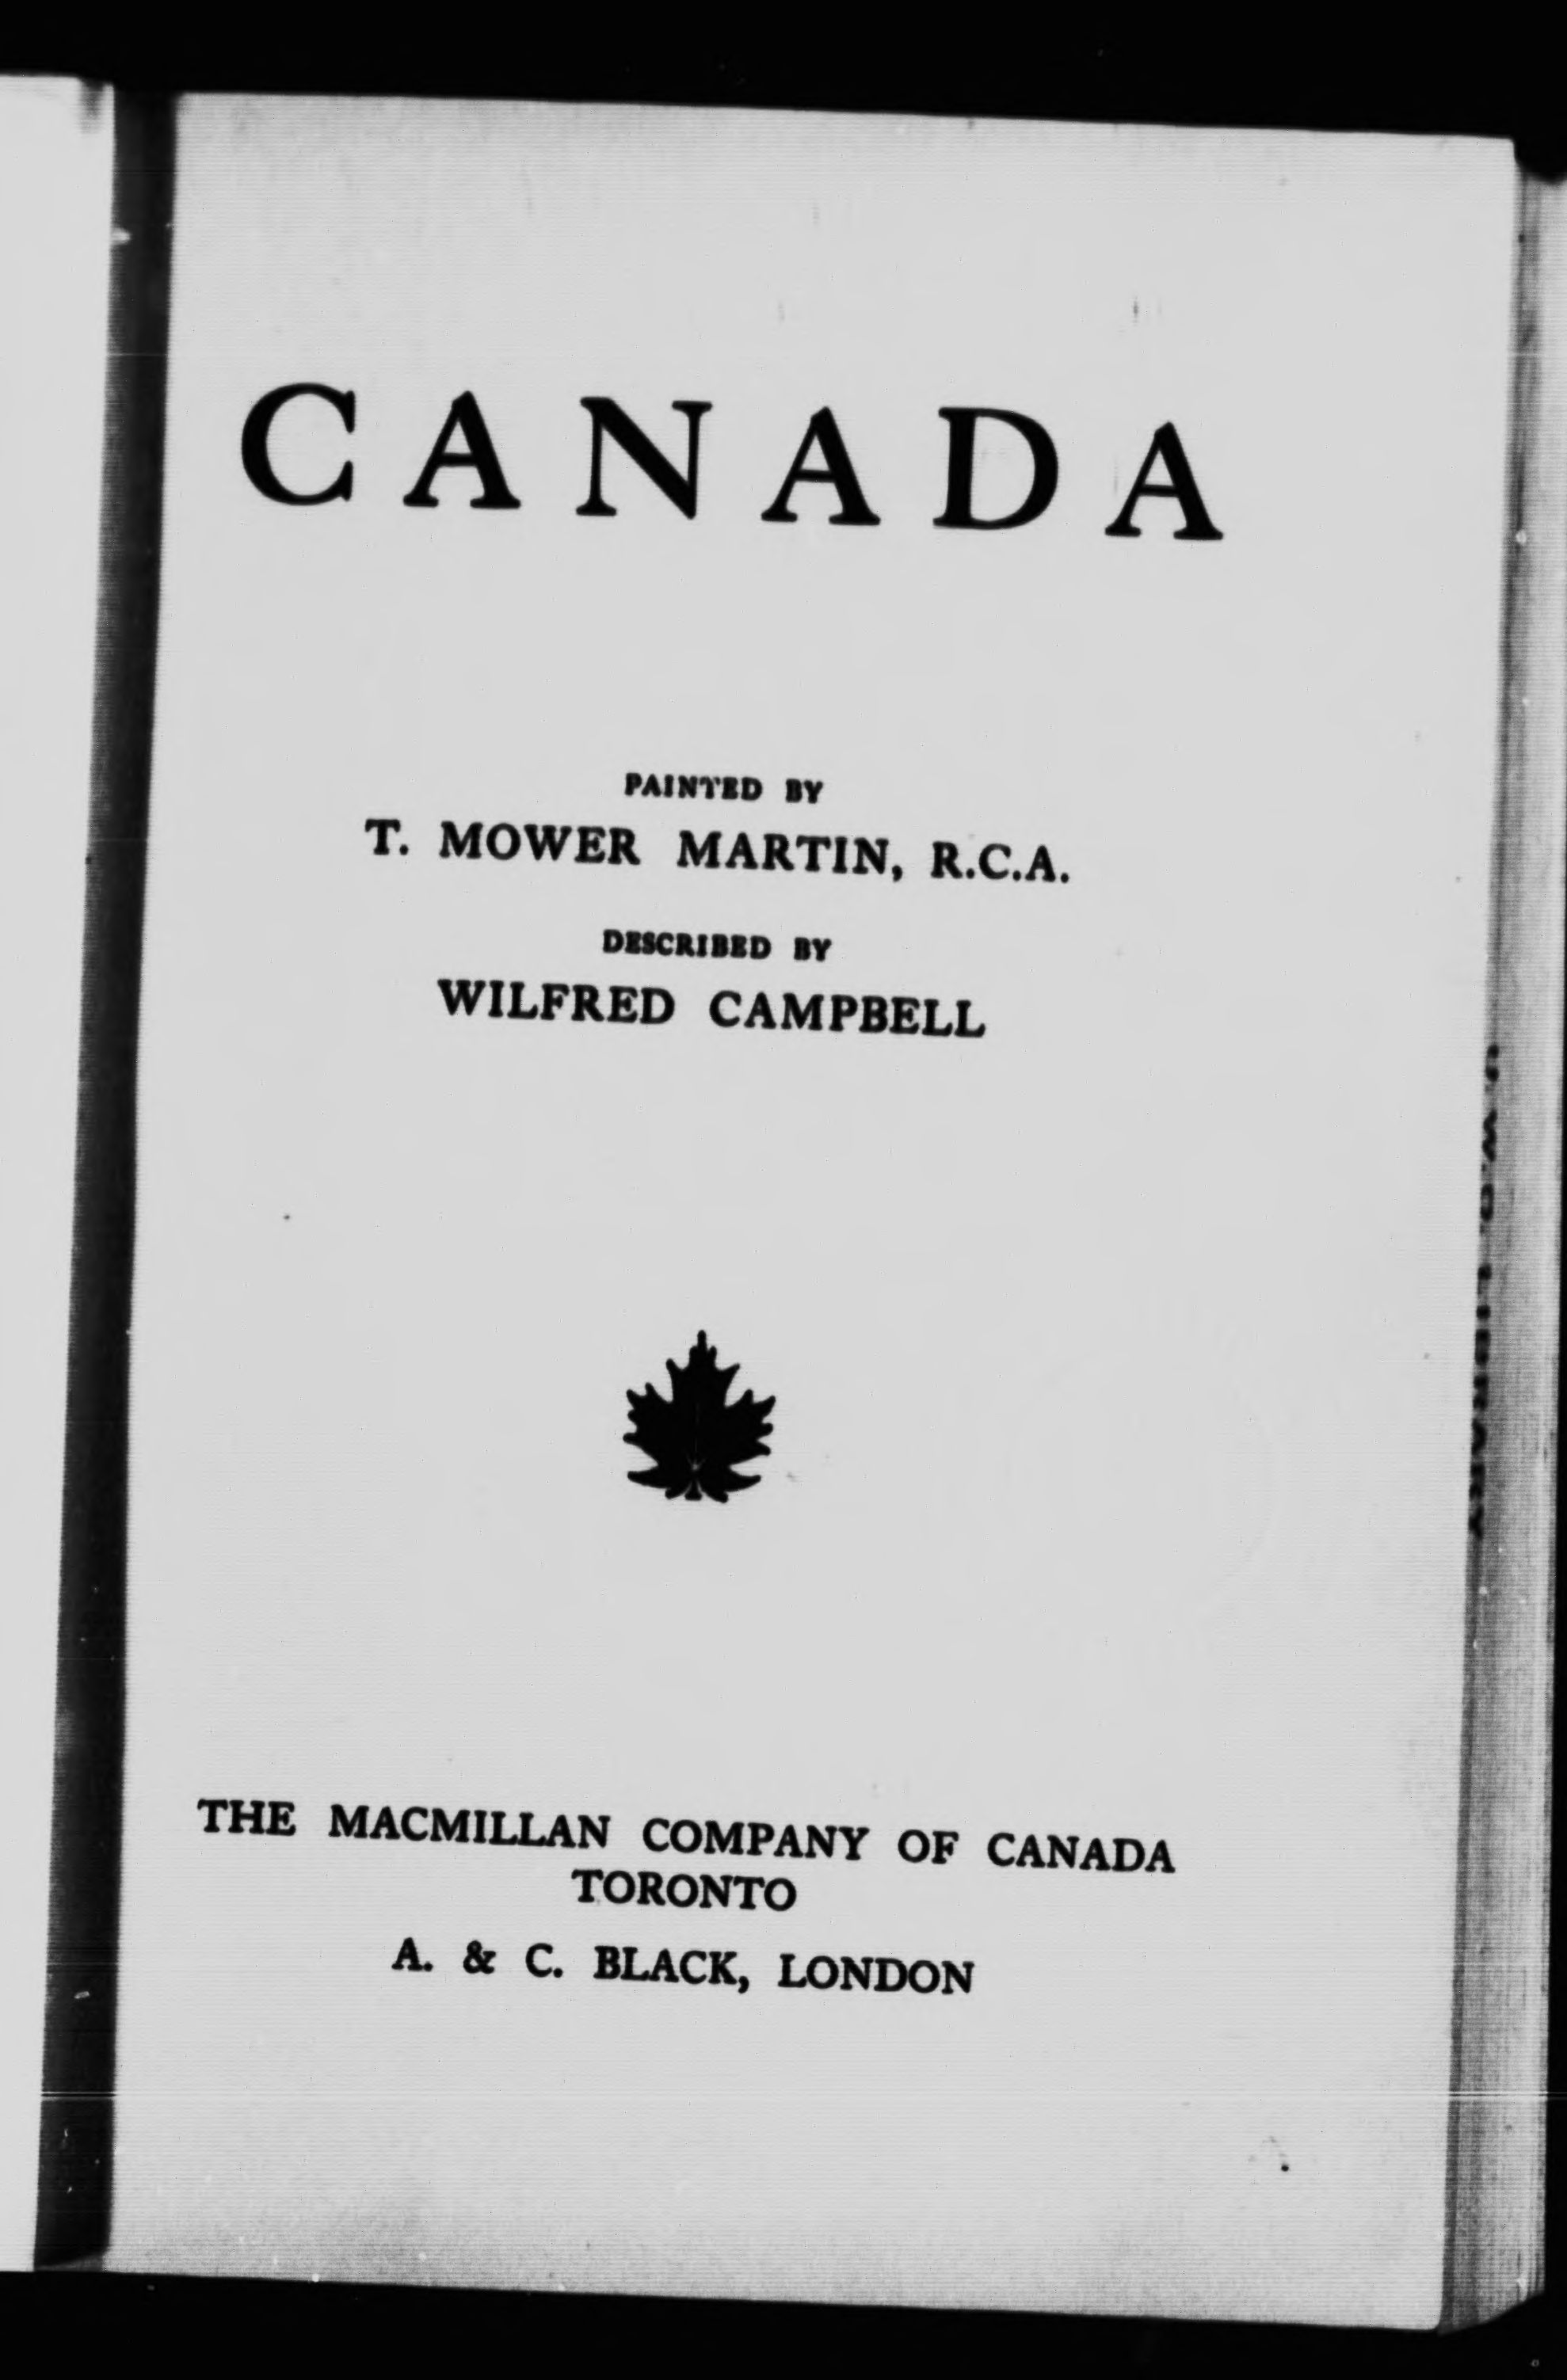 CANADA
PAINTED BY
T. MOWER MARTIN, R.C.A.
DESCRIBED BY
WILFRED CAMPBELL
THE MACMILLAN COMPANY OF CANADA
TORONTO
A. & C. BLACK, LONDON